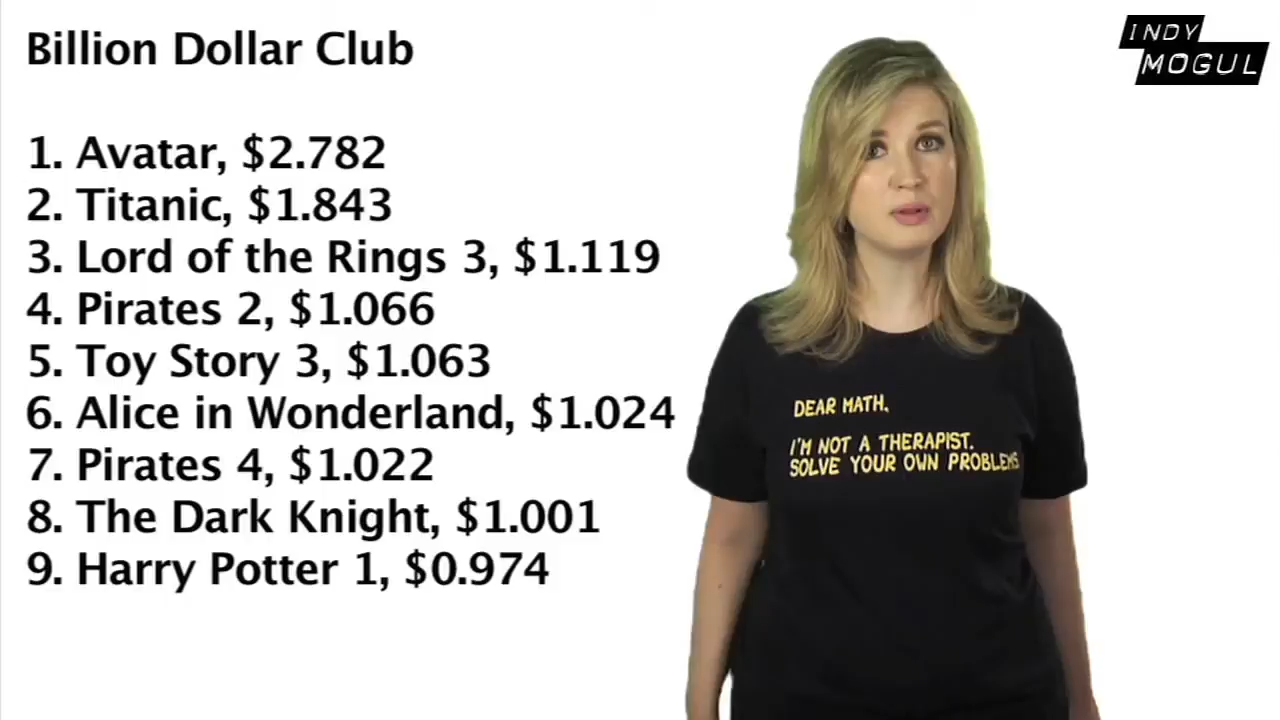 Billion Dollar Club
1. Avatar, $2.782
2. Titanic, $1.843
3. Lord of the Rings 3, $1.119
4. Pirates 2, $1.066
5. Toy Story 3, $1.063
6. Alice in Wonderland, $1.024
7. Pirates 4, $1.022
8. The Dark Knight, $1.001
9. Harry Potter 1, $0.974
INDY
MOGUL
DEAR MATH,
I'M NOT A THERAPIST.
SOLVE YOUR OWN PROBLEMS